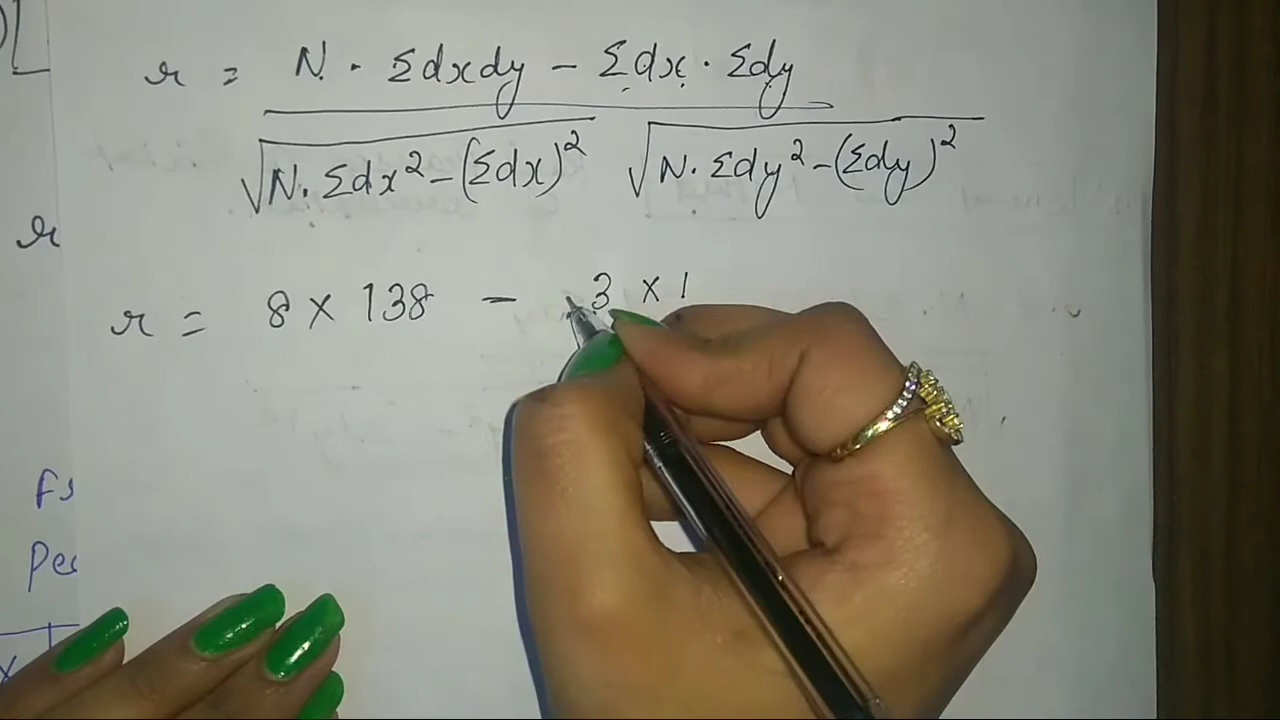 r = N · Σdxdy – Σdx · Σdy
√N. Σdx² – (Σdx)² √N. Σdy² – (Σdy)²
r
r = 8 × 138 – 3 × 1